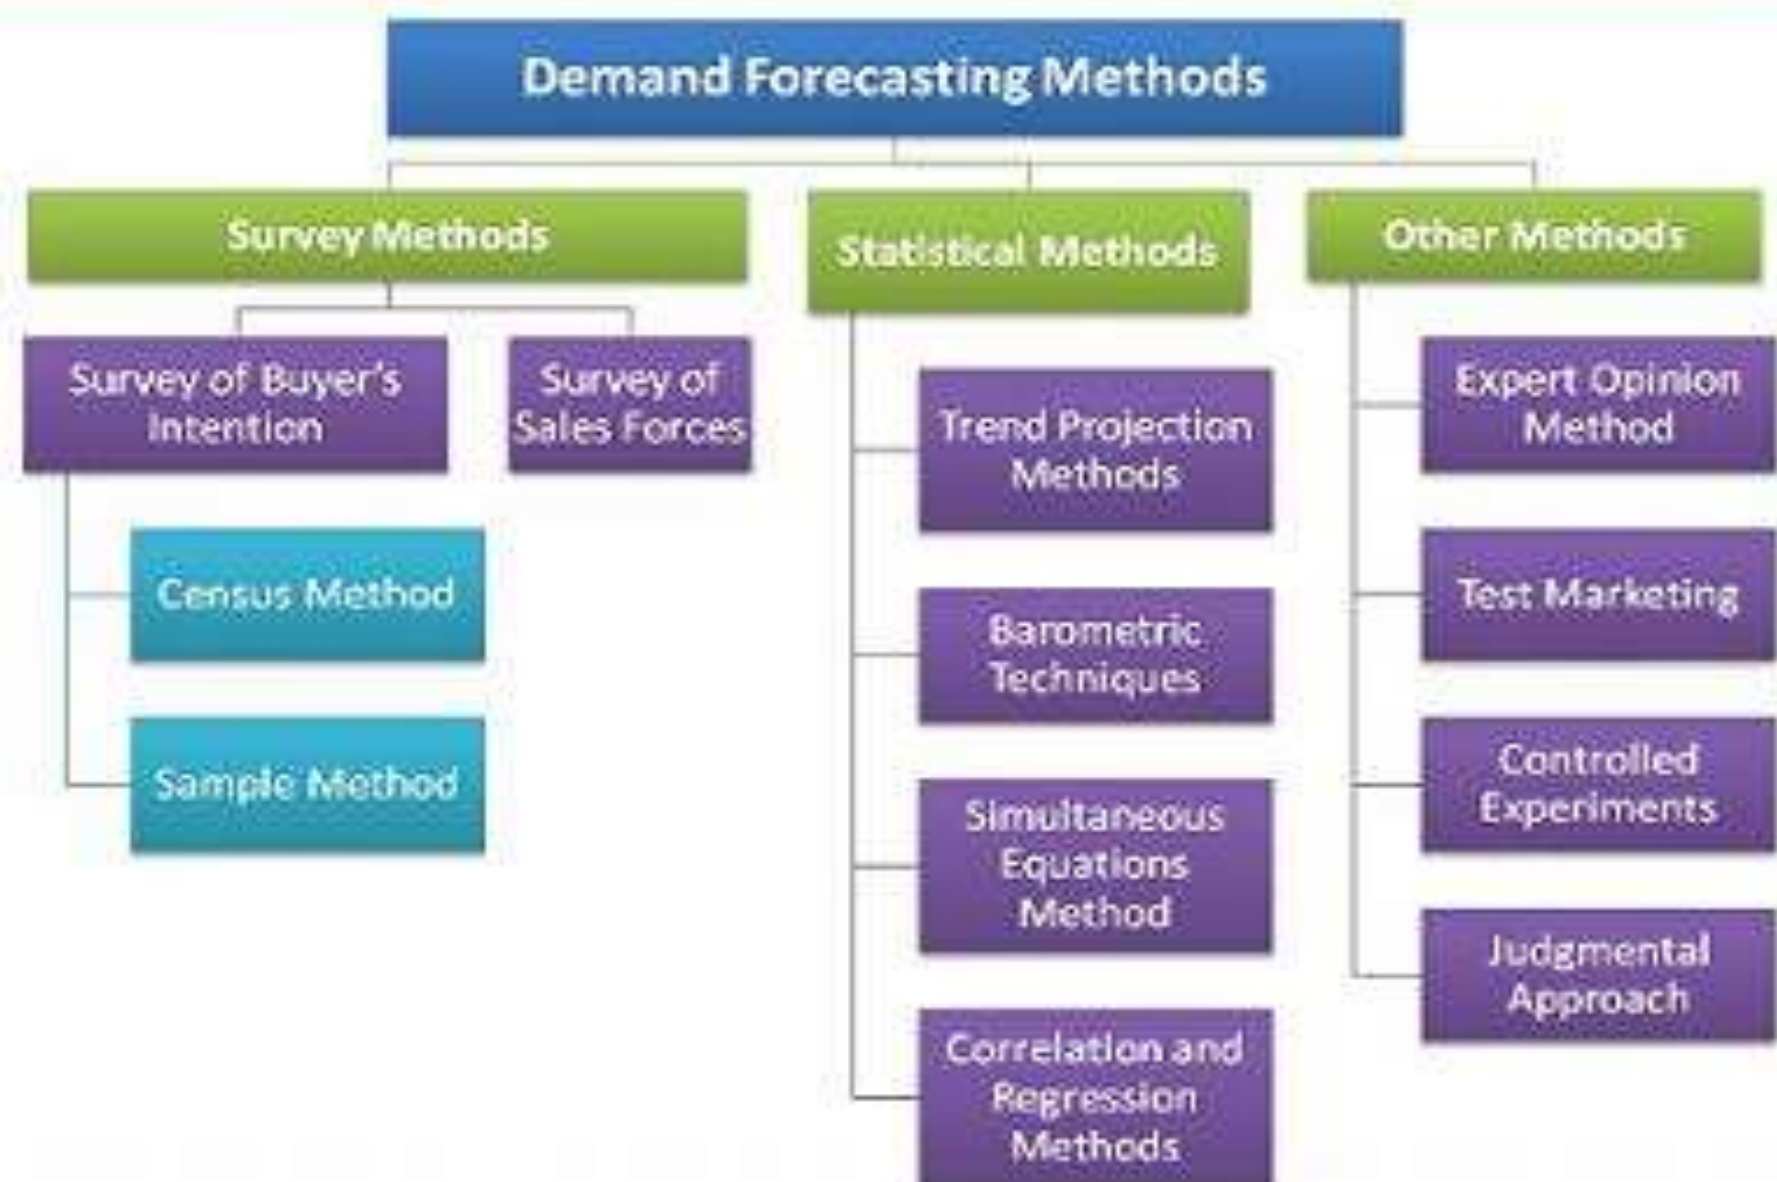 Demand Forecasting Methods
Survey Methods
Survey of Buyer's
Intention
Survey of
Sales Forces
Census Method
Sample Method
Statistical Methods
Trend Projection
Methods
Barometric
Techniques
Simultaneous
Equations
Method
Correlation and
Regression
Methods
Other Methods
Expert Opinion
Method
Test Marketing
Controlled
Experiments
Judgmental
Approach